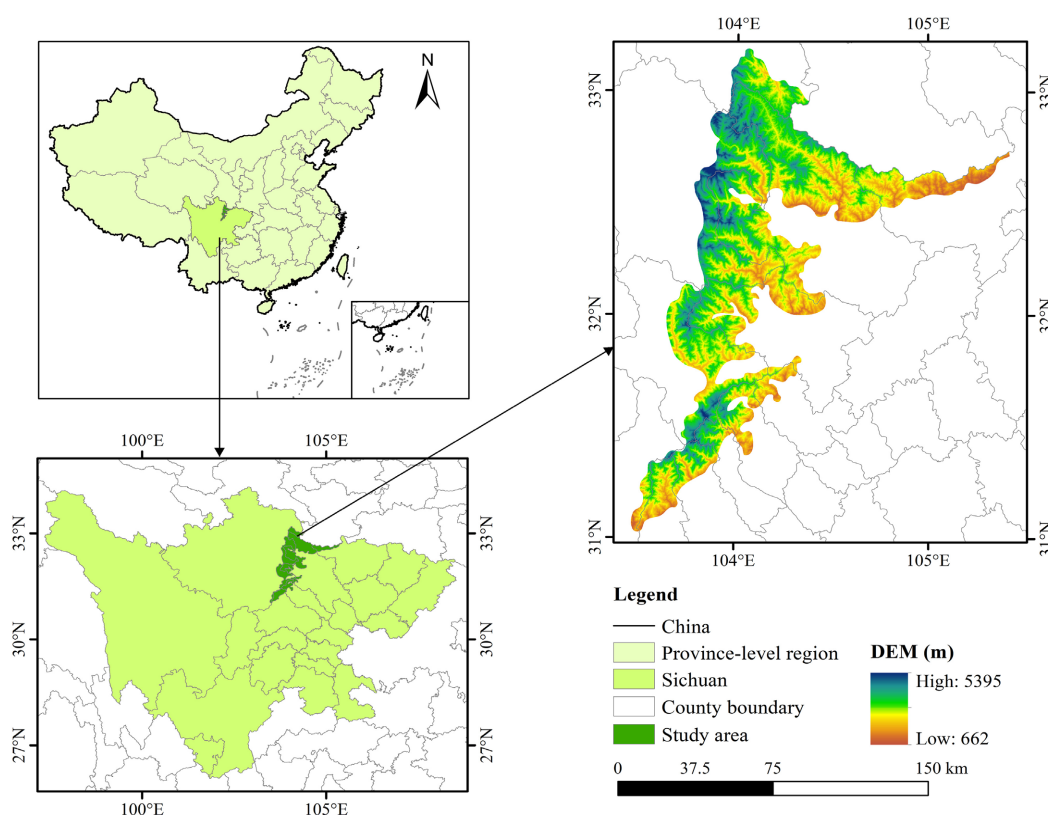 N
104°E
105°E
33°N
33°N
32°N
32°N
31°N
31°N
104°E
105°E
100°E
105°E
33°N
33°N
30°N
30°N
27°N
27°N
100°E
105°E
Legend
China
Province-level region
Sichuan
County boundary
Study area
DEM (m)
High: 5395
Low: 662
0
37.5
75
150 km